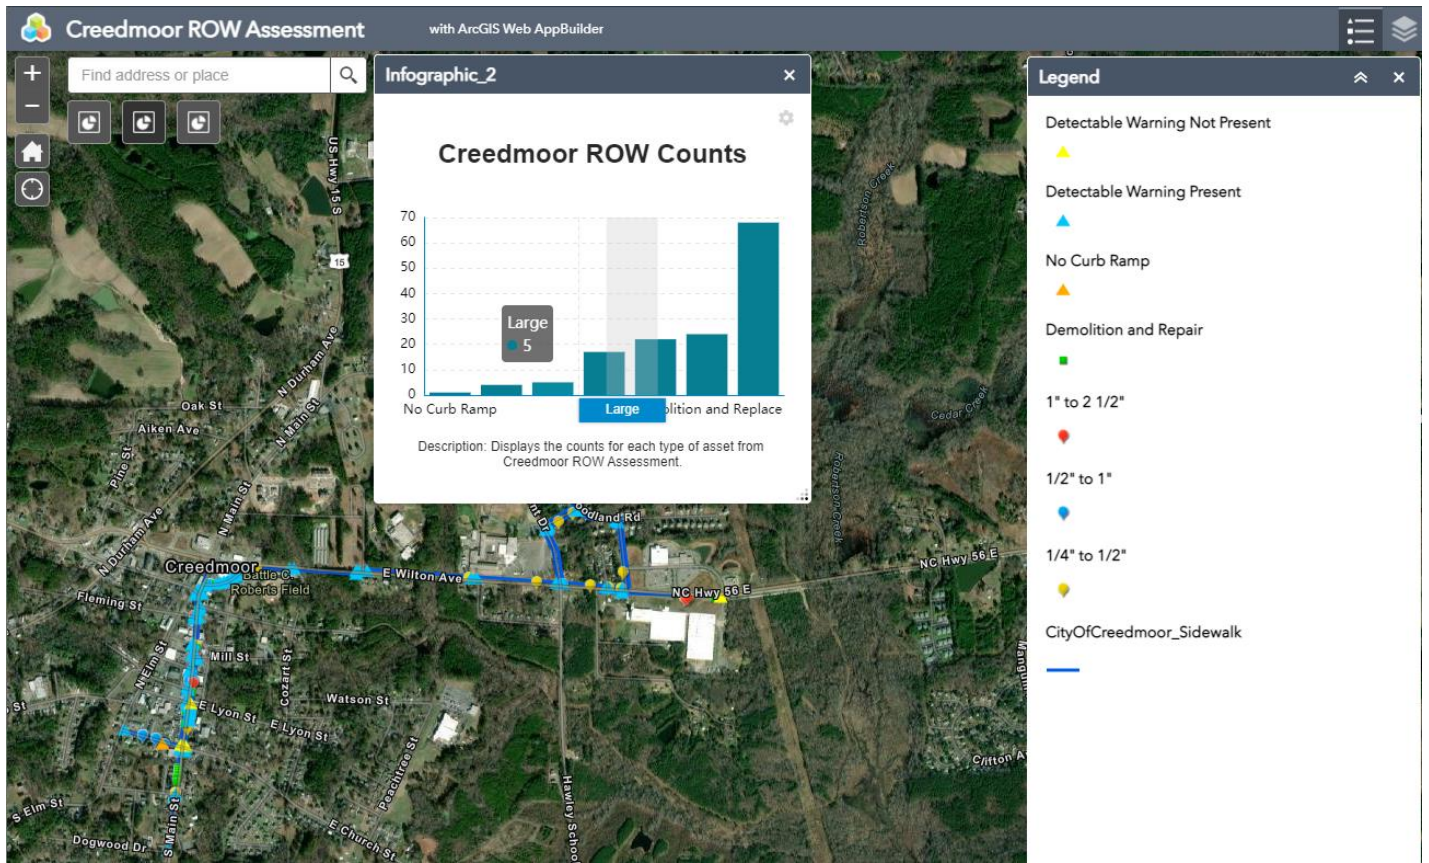 Creedmoor ROW Assessment
with ArcGIS Web AppBuilder
Find address or place
Infographic_2
Creedmoor ROW Counts
70
60
50
40
30
20
10
0
Large
5
No Curb Ramp
Large
olition and Replace
Description: Displays the counts for each type of asset from
Creedmoor ROW Assessment.
Legend
Detectable Warning Not Present
Detectable Warning Present
No Curb Ramp
Demolition and Repair
1" to 2 1/2"
1/2" to 1"
1/4" to 1/2"
CityOfCreedmoor_Sidewalk
US Hwy 15 S
15
N Durham Ave
Oak St
N Main St
Aiken Ave
Pine St
N Main St
N Durham Ave
Creedmoor
Battle C
Roberts Field
E Wilton Ave
nt Dr
oodland Rd
NC Hwy 56 E
NC Hwy 56 E
Robertson Creek
Cedar Creek
Robertson Creek
Fleming St
N Elm St
Mill St
Cozart St
Watson St
E Lyon St
E Lyon St
o St
Peachtree St
S Elm St
Dogwood Dr
S Main St
E Church St
Hawley School
Clifton A
Mangu